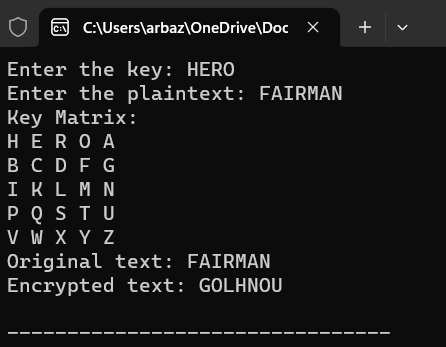 C:\Users\arbaz\OneDrive\Doc
Enter the key: HERO
Enter the plaintext: FAIRMAN
Key Matrix:
H E R O A
B C D F G
I K L M N
P Q S T U
V W X Y Z
Original text: FAIRMAN
Encrypted text: GOLHNOU
--------------------------------